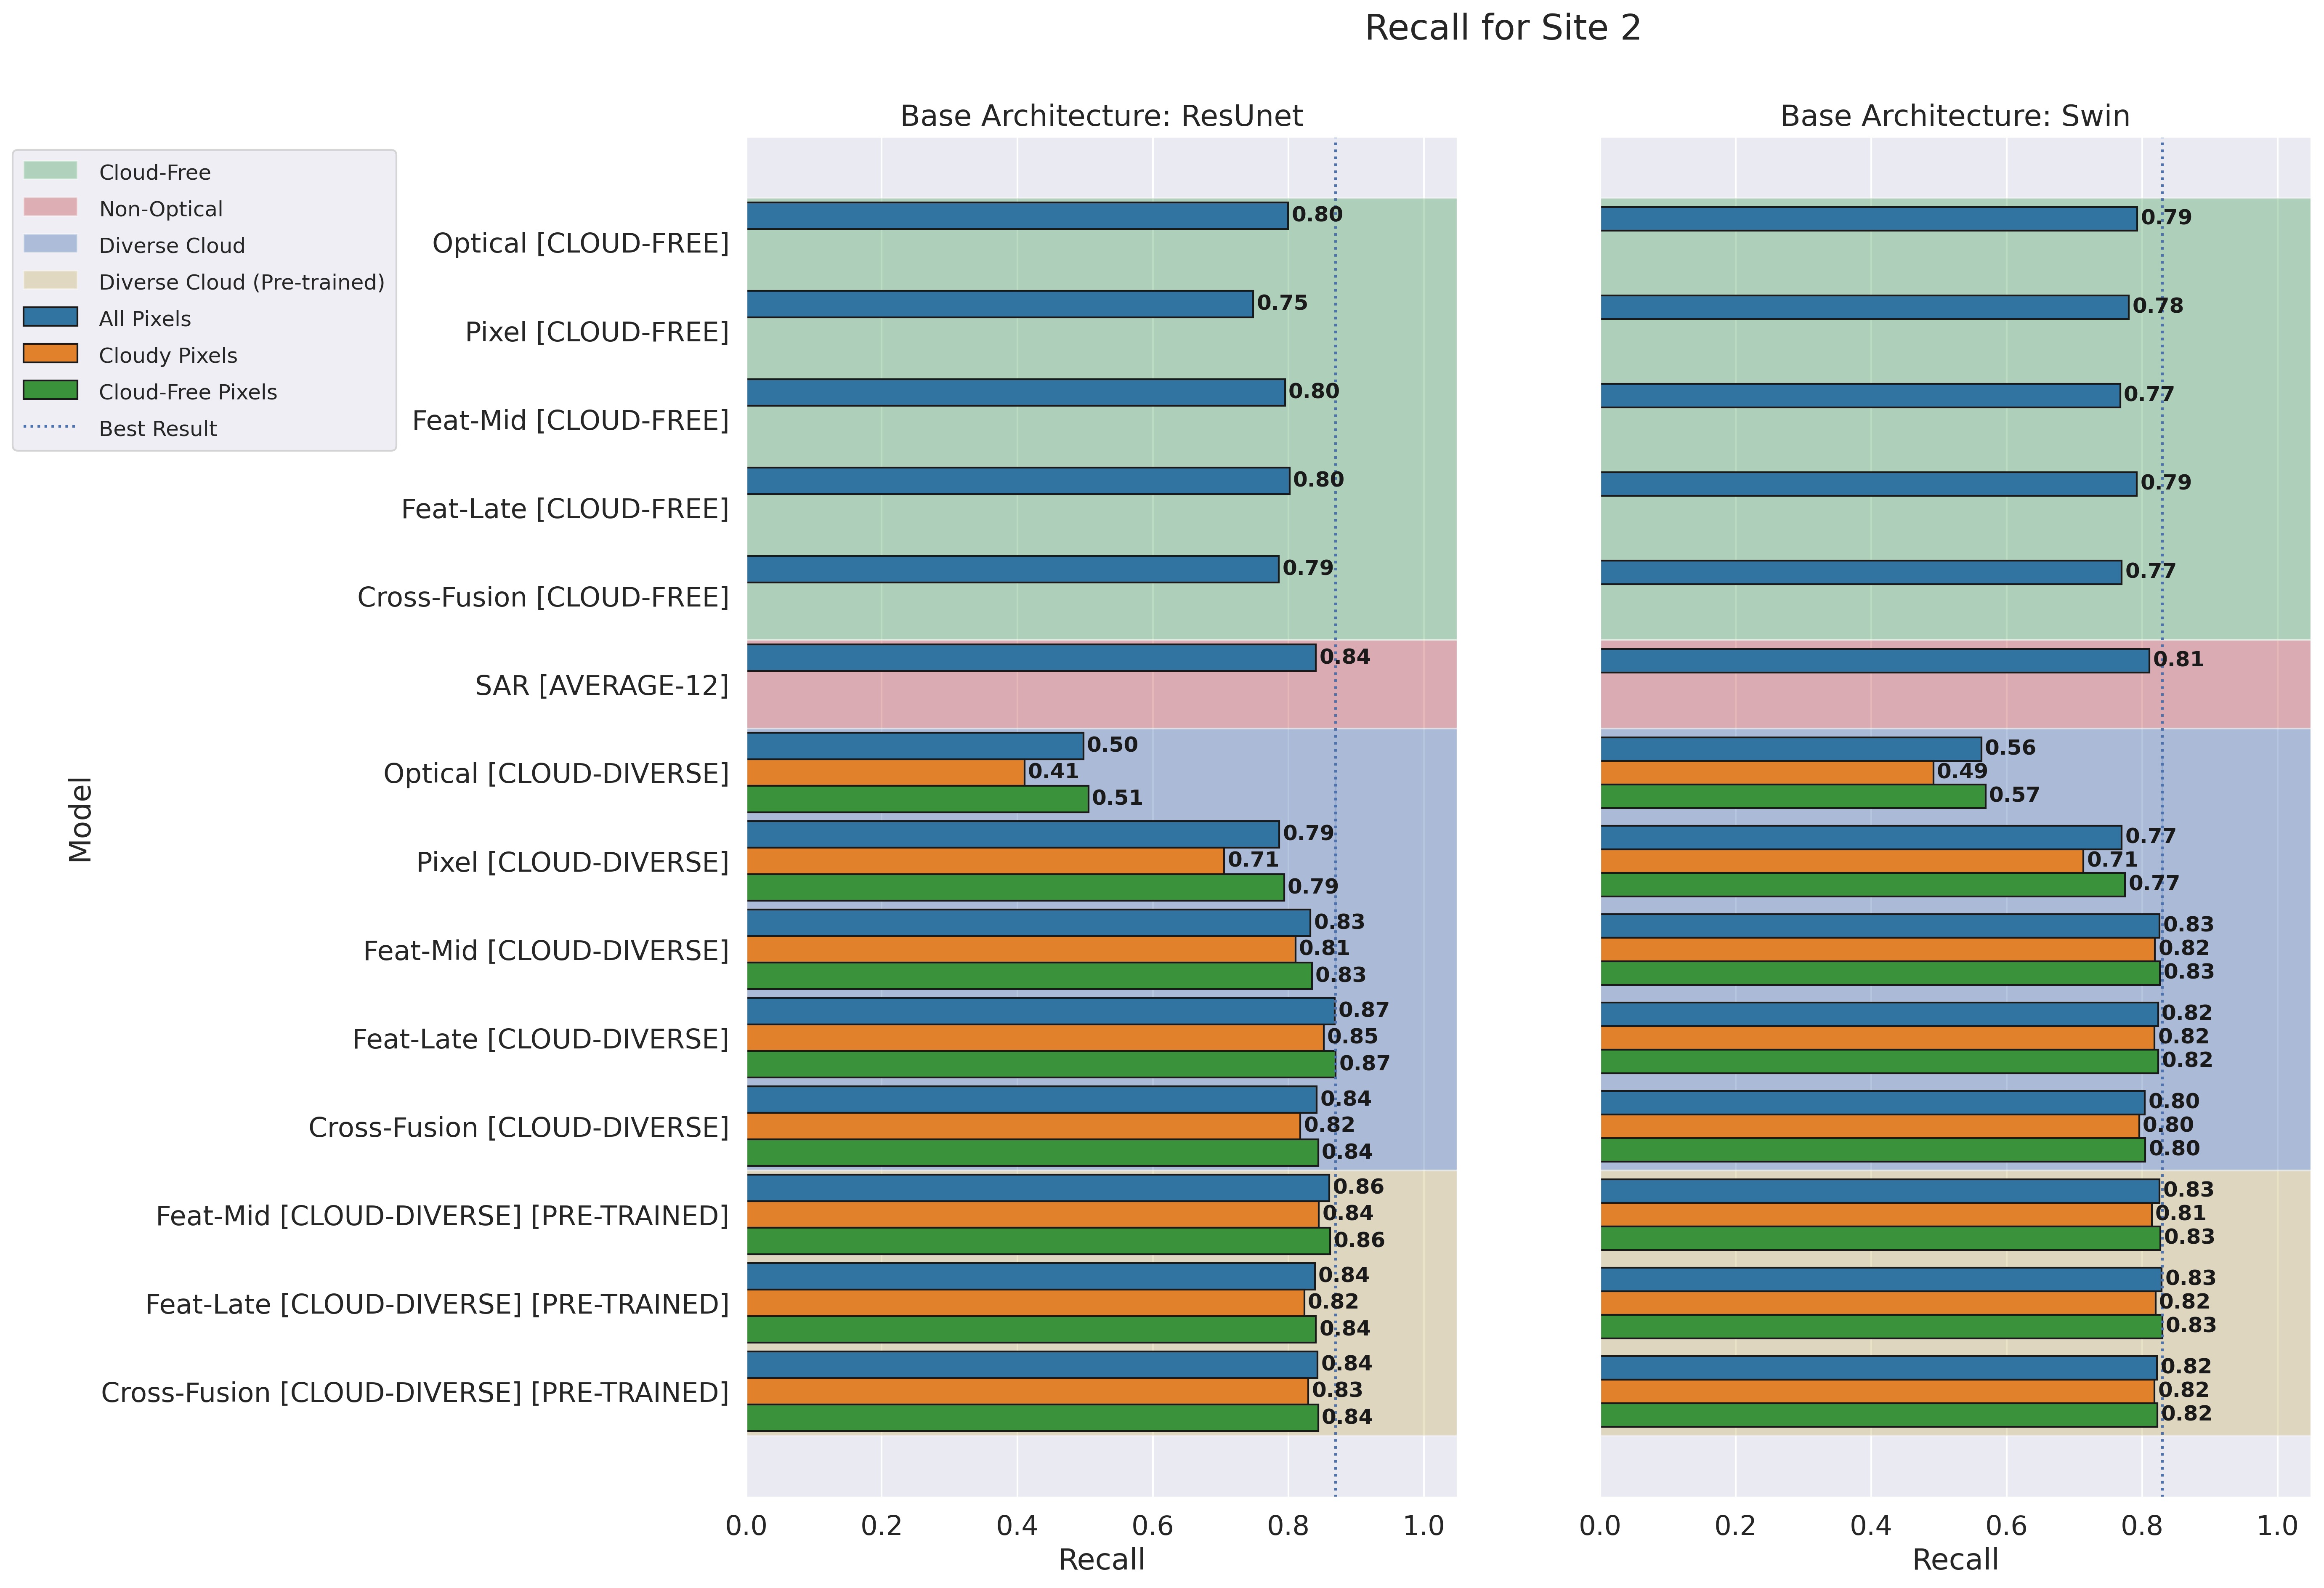 Recall for Site 2
Base Architecture: ResUnet
Base Architecture: Swin
Cloud-Free
Non-Optical
Diverse Cloud
Diverse Cloud (Pre-trained)
All Pixels
Cloudy Pixels
Cloud-Free Pixels
Best Result
Model
Optical [CLOUD-FREE]
0.80
0.79
Pixel [CLOUD-FREE]
0.75
0.78
Feat-Mid [CLOUD-FREE]
0.80
0.77
Feat-Late [CLOUD-FREE]
0.80
0.79
Cross-Fusion [CLOUD-FREE]
0.79
0.77
SAR [AVERAGE-12]
0.84
0.81
Optical [CLOUD-DIVERSE]
0.50
0.41
0.51
0.56
0.49
0.57
Pixel [CLOUD-DIVERSE]
0.79
0.71
0.79
0.77
0.71
0.77
Feat-Mid [CLOUD-DIVERSE]
0.83
0.81
0.83
0.83
0.82
0.83
Feat-Late [CLOUD-DIVERSE]
0.87
0.85
0.87
0.82
0.82
0.82
Cross-Fusion [CLOUD-DIVERSE]
0.84
0.82
0.84
0.80
0.80
0.80
Feat-Mid [CLOUD-DIVERSE] [PRE-TRAINED]
0.86
0.84
0.86
0.83
0.81
0.83
Feat-Late [CLOUD-DIVERSE] [PRE-TRAINED]
0.84
0.82
0.84
0.83
0.82
0.83
Cross-Fusion [CLOUD-DIVERSE] [PRE-TRAINED]
0.84
0.83
0.84
0.82
0.82
0.82
0.0 0.2 0.4 0.6 0.8 1.0
Recall
0.0 0.2 0.4 0.6 0.8 1.0
Recall